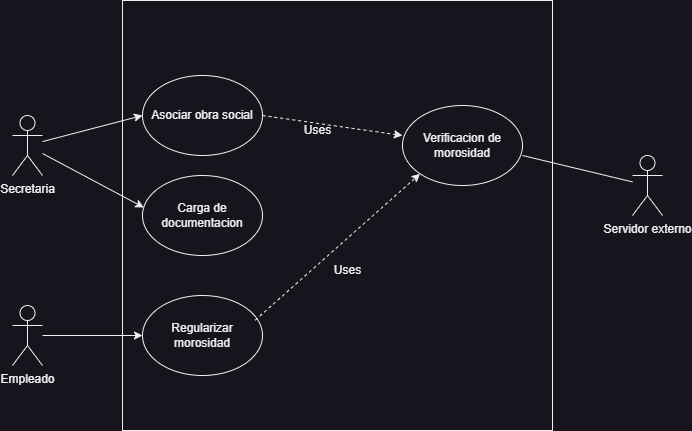 Asociar obra social
Uses
Verificacion de
morosidad
Secretaria
Carga de
documentacion
Servidor externo
Uses
Regularizar
morosidad
Empleado